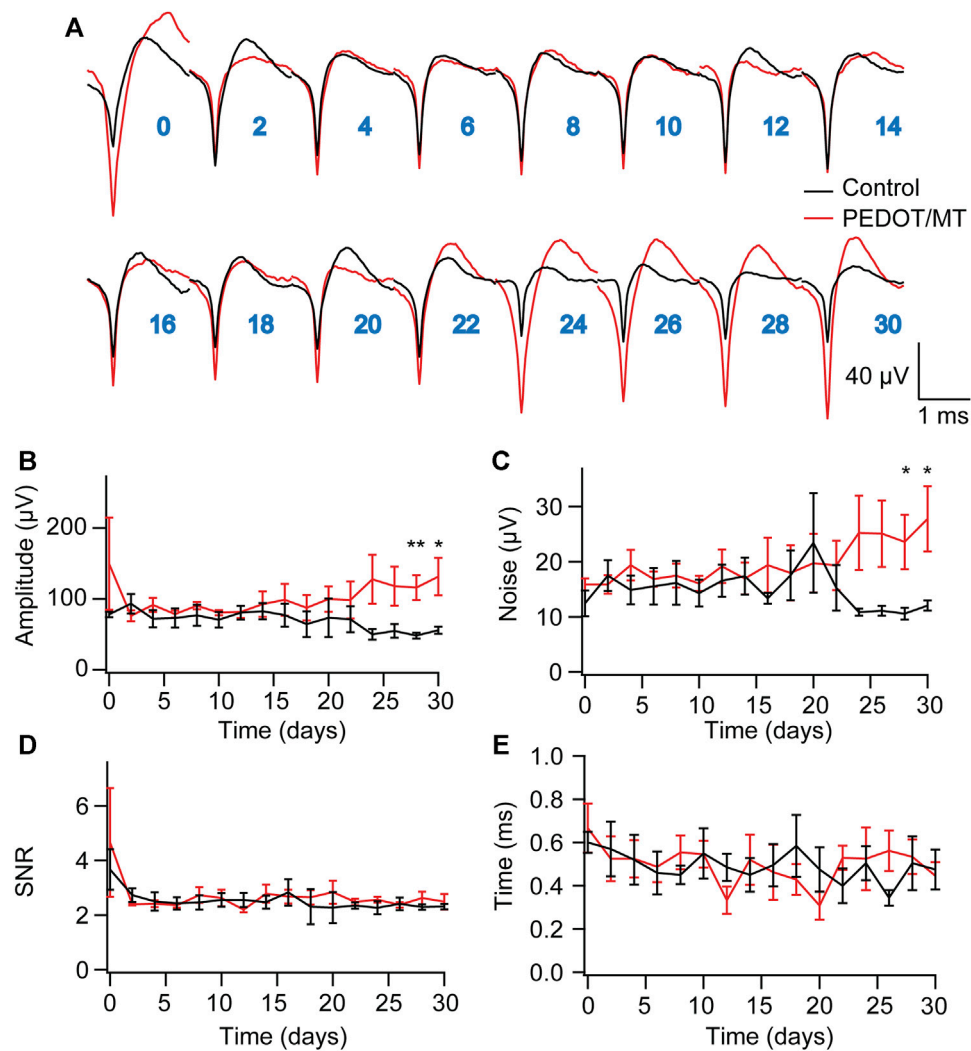 A
0 2 4 6 8 10 12 14
Control
PEDOT/MT
16 18 20 22 24 26 28 30
40 µV
1 ms
B
Amplitude (µV)
200
100
0
** *
0 5 10 15 20 25 30
Time (days)
C
Noise (µV)
30
20
10
0
* *
0 5 10 15 20 25 30
Time (days)
D
SNR
6
4
2
0
0 5 10 15 20 25 30
Time (days)
E
Time (ms)
1.0
0.8
0.6
0.4
0.2
0.0
0 5 10 15 20 25 30
Time (days)